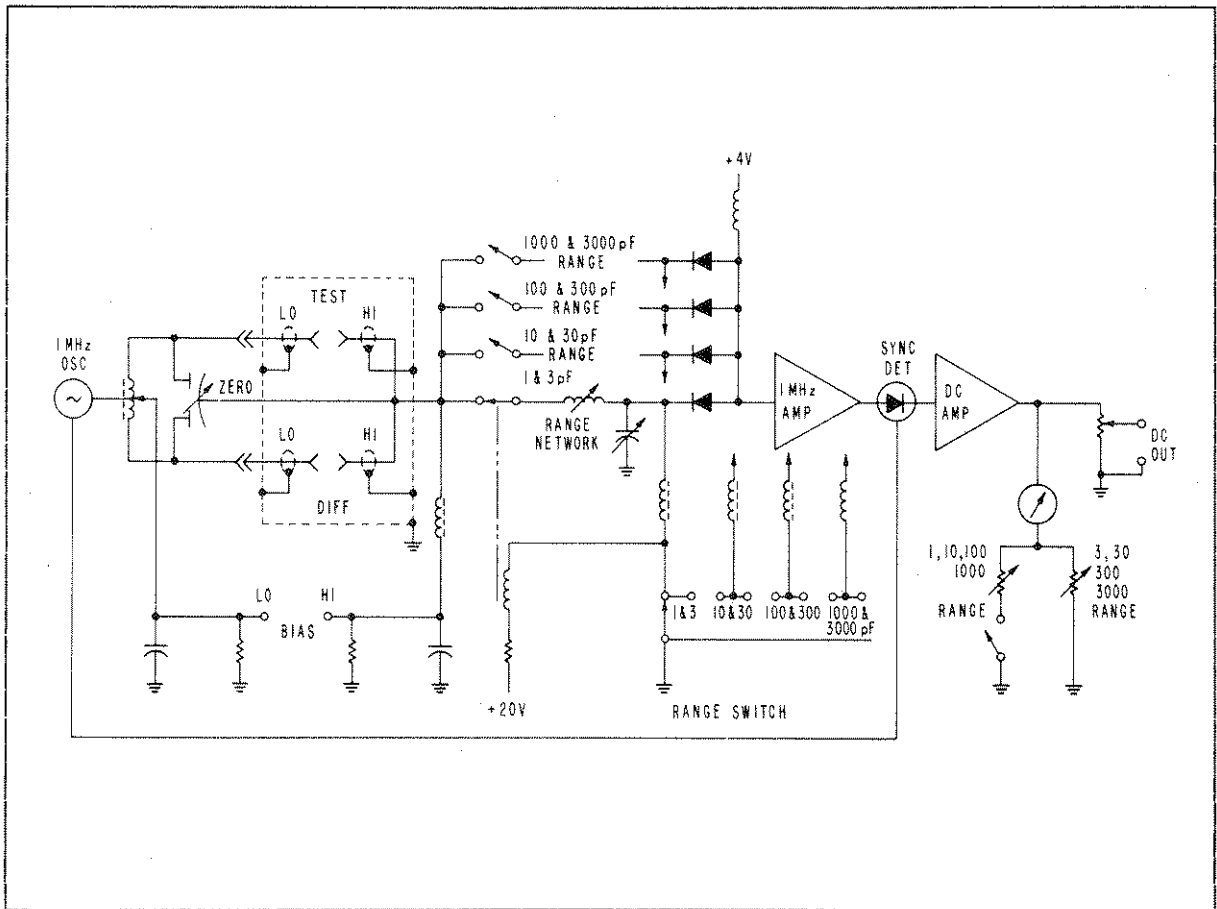 +4V
1000 & 3000pF
RANGE
100 & 300pF
RANGE
10 & 30pF
RANGE
1 & 3pF
RANGE
NETWORK
TEST
LO
HI
1MHz
OSC
~
ZERO
LO
HI
DIFF
1MHz
AMP
SYNC
DET
DC
AMP
DC
OUT
LO
HI
BIAS
+20V
1&3
10&30
100&300
1000&
3000pF
RANGE SWITCH
1,10,100
1000
RANGE
3,30
300
3000
RANGE